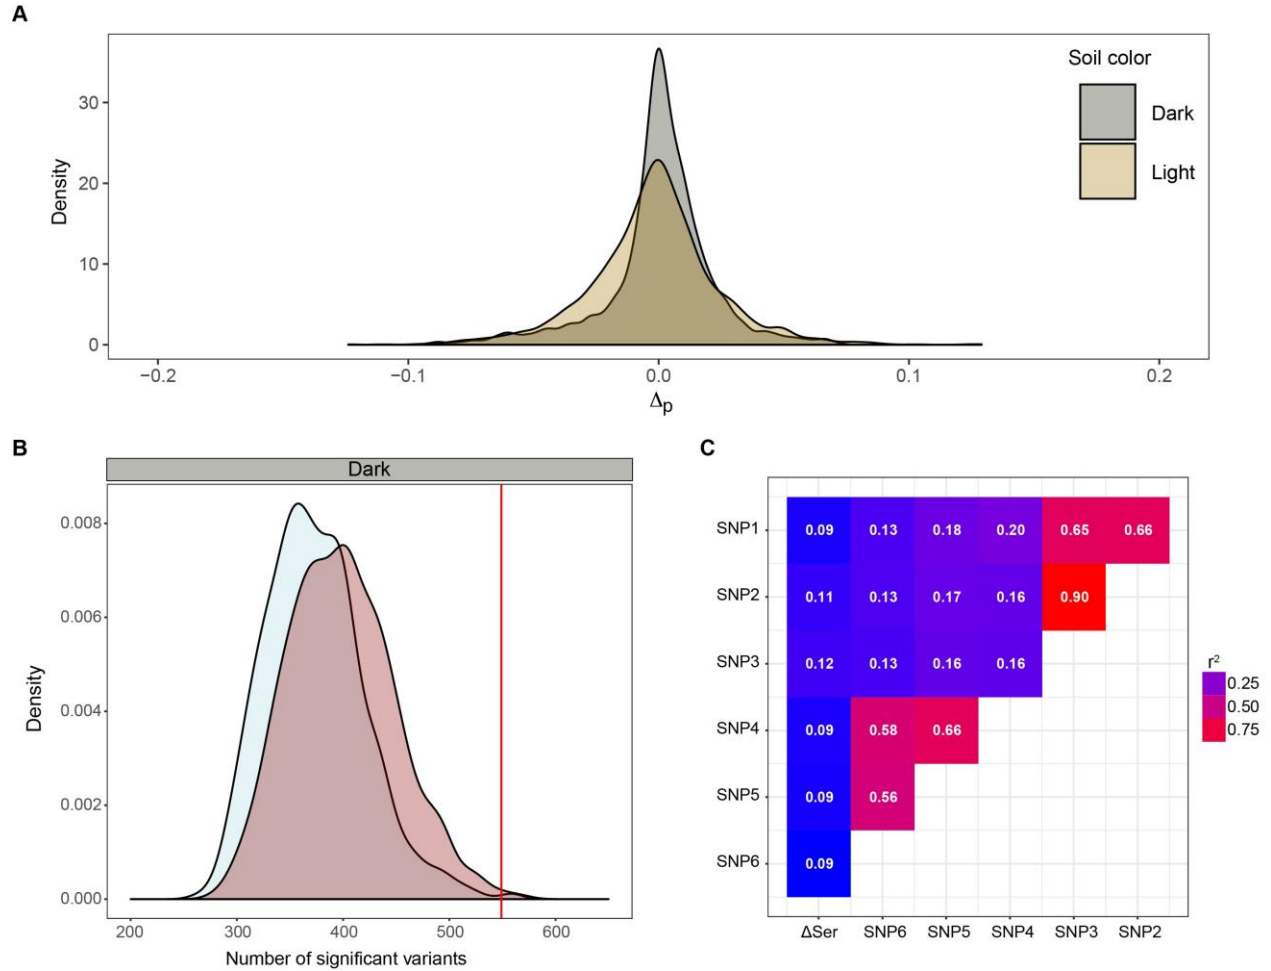 A
Soil color
Dark
Light
Density
30
20
10
0
−0.2
−0.1
0.0
0.1
0.2
Δp
B
Dark
Density
0.008
0.006
0.004
0.002
0.000
200
300
400
500
600
Number of significant variants
C
SNP1 0.09 0.13 0.18 0.20 0.65 0.66
SNP2 0.11 0.13 0.17 0.16 0.90
SNP3 0.12 0.13 0.16 0.16
SNP4 0.09 0.58 0.66
SNP5 0.09 0.56
SNP6 0.09
ΔSer SNP6 SNP5 SNP4 SNP3 SNP2
r²
0.25
0.50
0.75